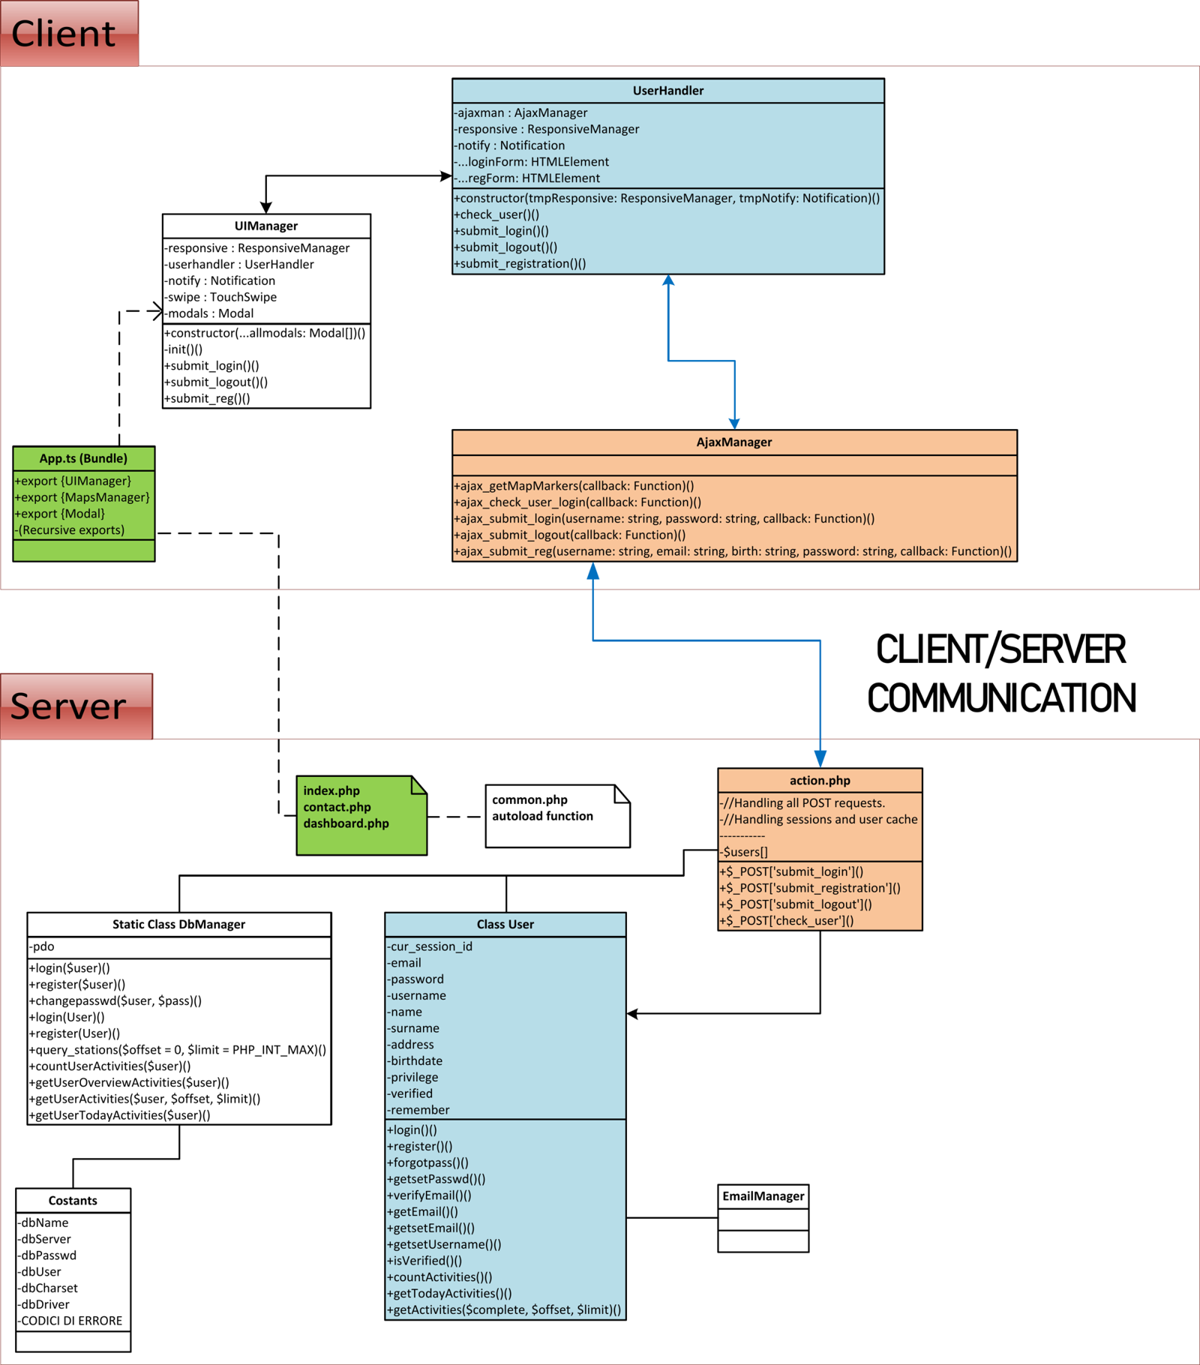 Client
UserHandler
-ajaxman : AjaxManager
-responsive : ResponsiveManager
-notify : Notification
-...loginForm: HTMLElement
-...regForm: HTMLElement
+constructor(tmpResponsive: ResponsiveManager, tmpNotify: Notification)()
+check_user()()
+submit_login()()
+submit_logout()()
+submit_registration()()
UIManager
-responsive : ResponsiveManager
-userhandler : UserHandler
-notify : Notification
-swipe : TouchSwipe
-modals : Modal
+constructor(...allmodals: Modal[])()
-init()()
+submit_login()()
+submit_logout()()
+submit_reg()()
App.ts (Bundle)
+export {UIManager}
+export {MapsManager}
+export {Modal}
-(Recursive exports)
AjaxManager
+ajax_getMapMarkers(callback: Function)()
+ajax_check_user_login(callback: Function)()
+ajax_submit_login(username: string, password: string, callback: Function)()
+ajax_submit_logout(callback: Function)()
+ajax_submit_reg(username: string, email: string, birth: string, password: string, callback: Function)()
CLIENT/SERVER
COMMUNICATION
Server
index.php
contact.php
dashboard.php
common.php
autoload function
action.php
-//Handling all POST requests.
-//Handling sessions and user cache
-----------
-$users[]
+$_POST['submit_login']()
+$_POST['submit_registration']()
+$_POST['submit_logout']()
+$_POST['check_user']()
Static Class DbManager
-pdo
+login($user)()
+register($user)()
+changepasswd($user, $pass)()
+login(User)()
+register(User)()
+query_stations($offset = 0, $limit = PHP_INT_MAX)()
+countUserActivities($user)()
+getUserOverviewActivities($user)()
+getUserActivities($user, $offset, $limit)()
+getUserTodayActivities($user)()
Class User
-cur_session_id
-email
-password
-username
-name
-surname
-address
-birthdate
-privilege
-verified
-remember
+login()()
+register()()
+forgotpass()()
+getsetPasswd()()
+verifyEmail()()
+getEmail()()
+getsetEmail()()
+getsetUsername()()
+isVerified()()
+countActivities()()
+getTodayActivities()()
+getActivities($complete, $offset, $limit)()
EmailManager
Costants
-dbName
-dbServer
-dbPasswd
-dbUser
-dbCharset
-dbDriver
-CODICI DI ERRORE